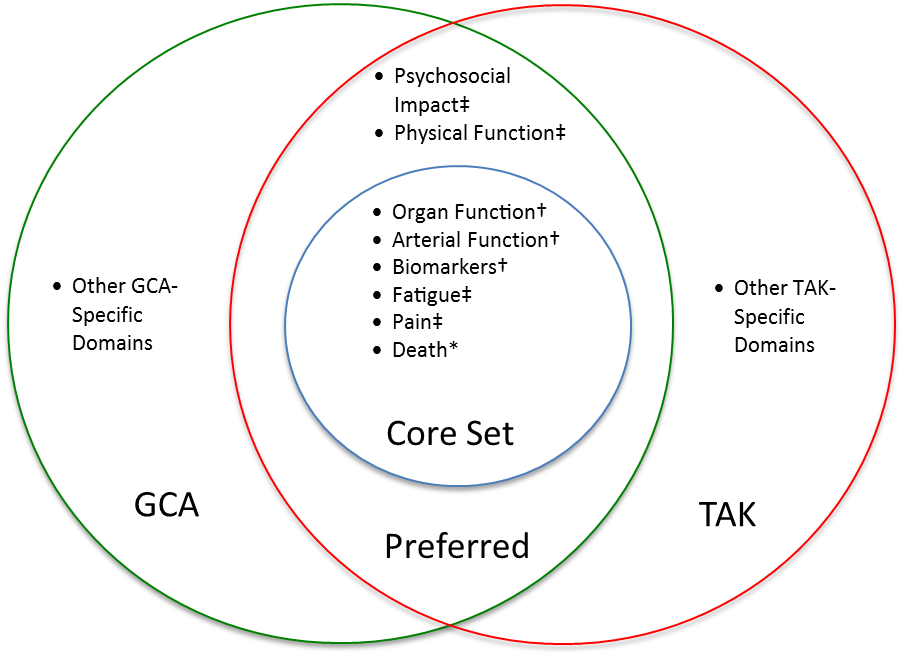 • Psychosocial
Impact‡
• Physical Function‡
• Organ Function†
• Arterial Function†
• Biomarkers†
• Fatigue‡
• Pain‡
• Death*
• Other GCA-
Specific
Domains
• Other TAK-
Specific
Domains
Core Set
GCA
TAK
Preferred